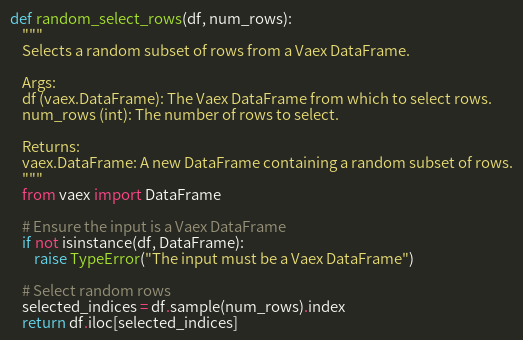 def random_select_rows(df, num_rows):
    """
    Selects a random subset of rows from a Vaex DataFrame.

    Args:
    df (vaex.DataFrame): The Vaex DataFrame from which to select rows.
    num_rows (int): The number of rows to select.

    Returns:
    vaex.DataFrame: A new DataFrame containing a random subset of rows.
    """
    from vaex import DataFrame

    # Ensure the input is a Vaex DataFrame
    if not isinstance(df, DataFrame):
        raise TypeError("The input must be a Vaex DataFrame")

    # Select random rows
    selected_indices = df.sample(num_rows).index
    return df.iloc[selected_indices]